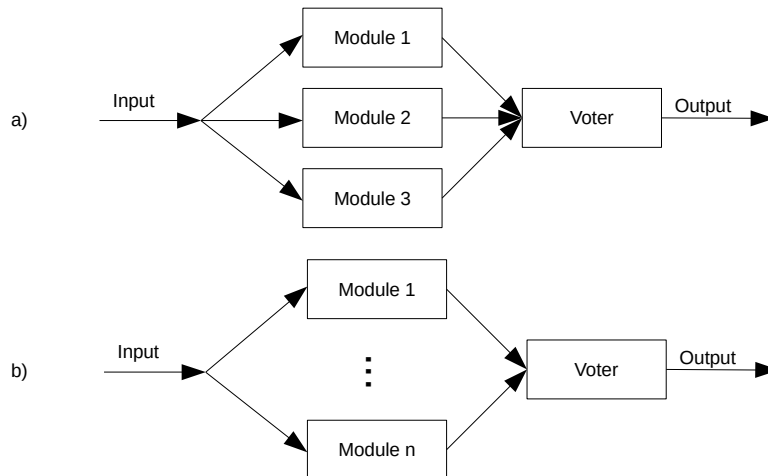 Module 1
Input
Output
a)
Module 2
Voter
Module 3
Module 1
Input
Output
b)
Voter
Module n